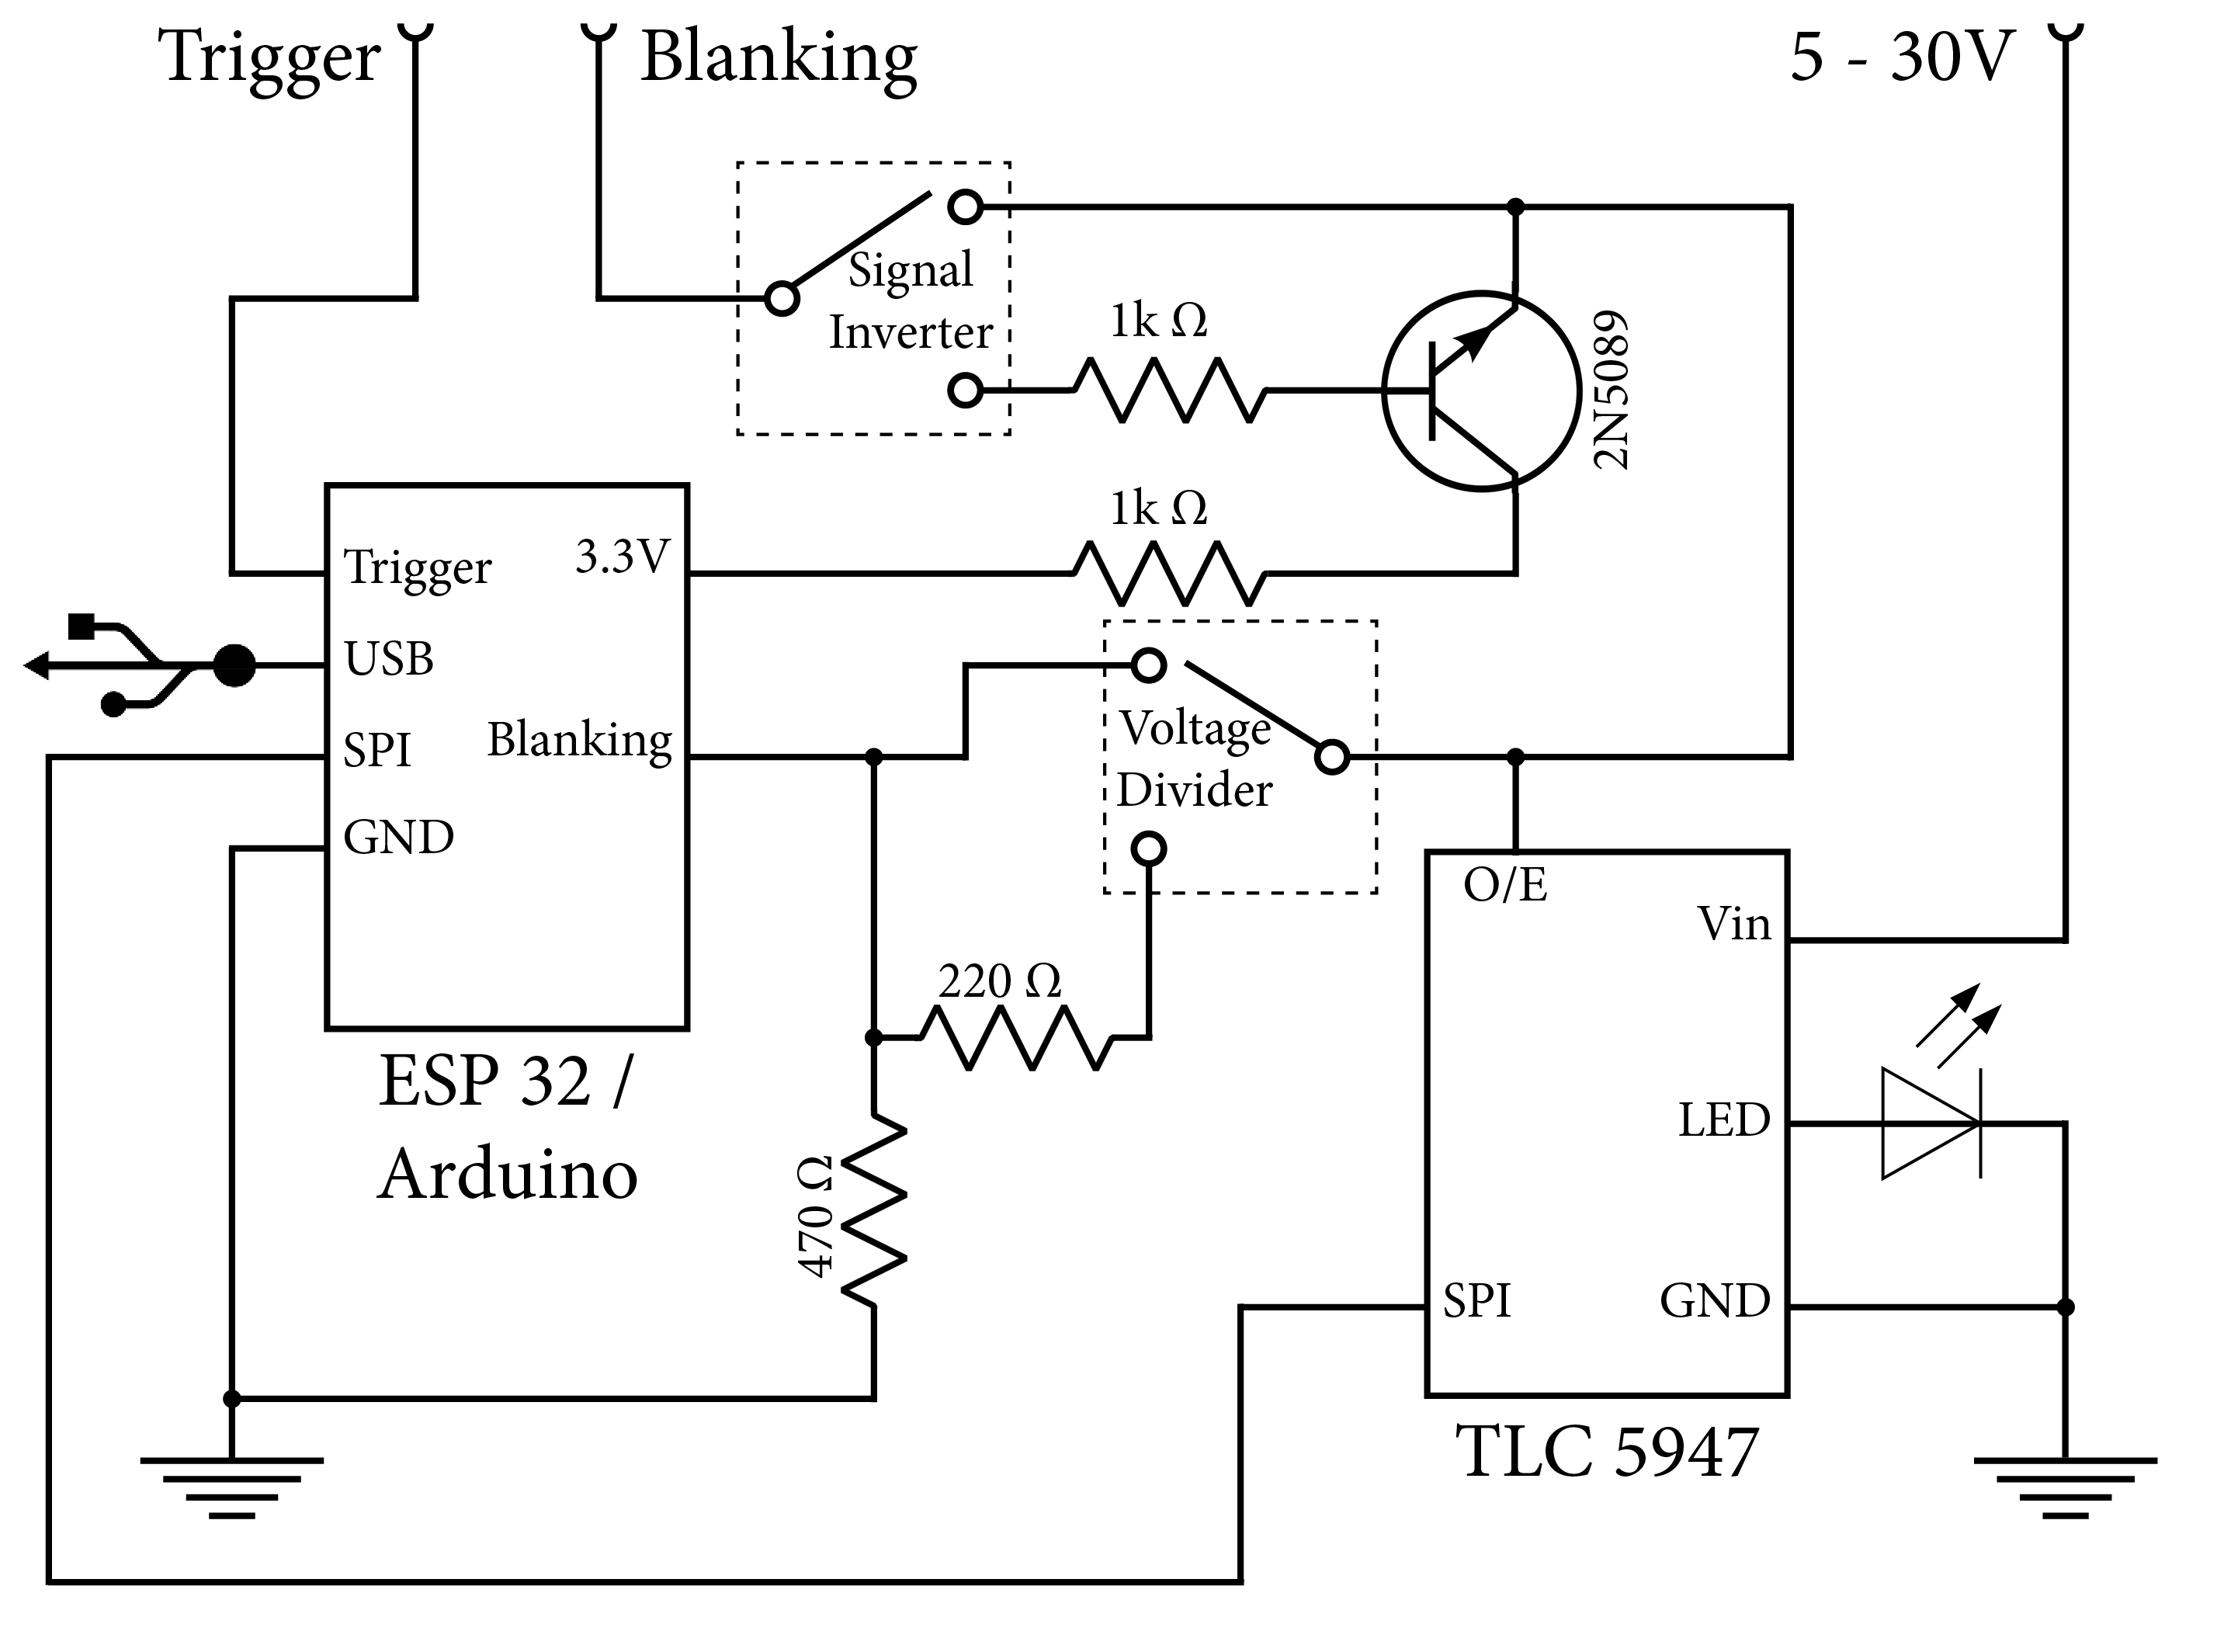 Trigger
Blanking
5 - 30V
Signal
Inverter
1k Ω
2N5089
1k Ω
Trigger
3.3V
USB
SPI
Blanking
GND
Voltage
Divider
O/E
Vin
220 Ω
ESP 32 /
Arduino
470 Ω
LED
SPI
GND
TLC 5947